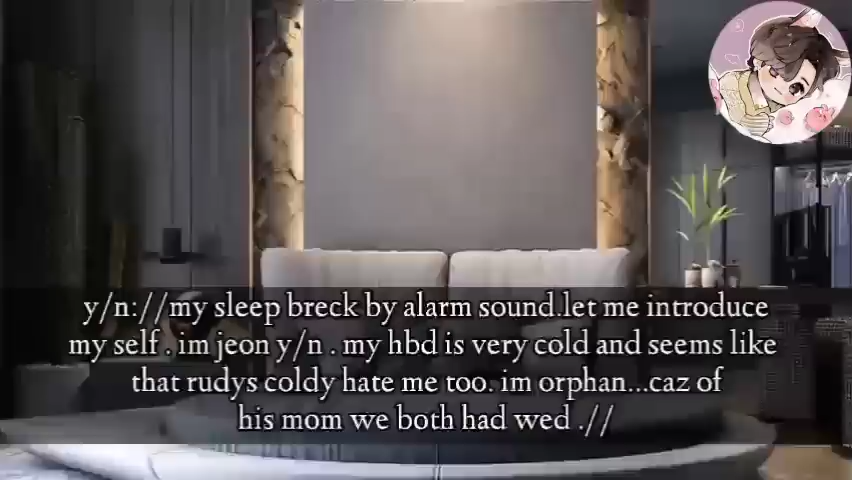 y/n://my sleep breck by alarm sound.let me introduce
my self . im jeon y/n . my hbd is very cold and seems like
that rudys coldy hate me too. im orphan...caz of
his mom we both had wed .//